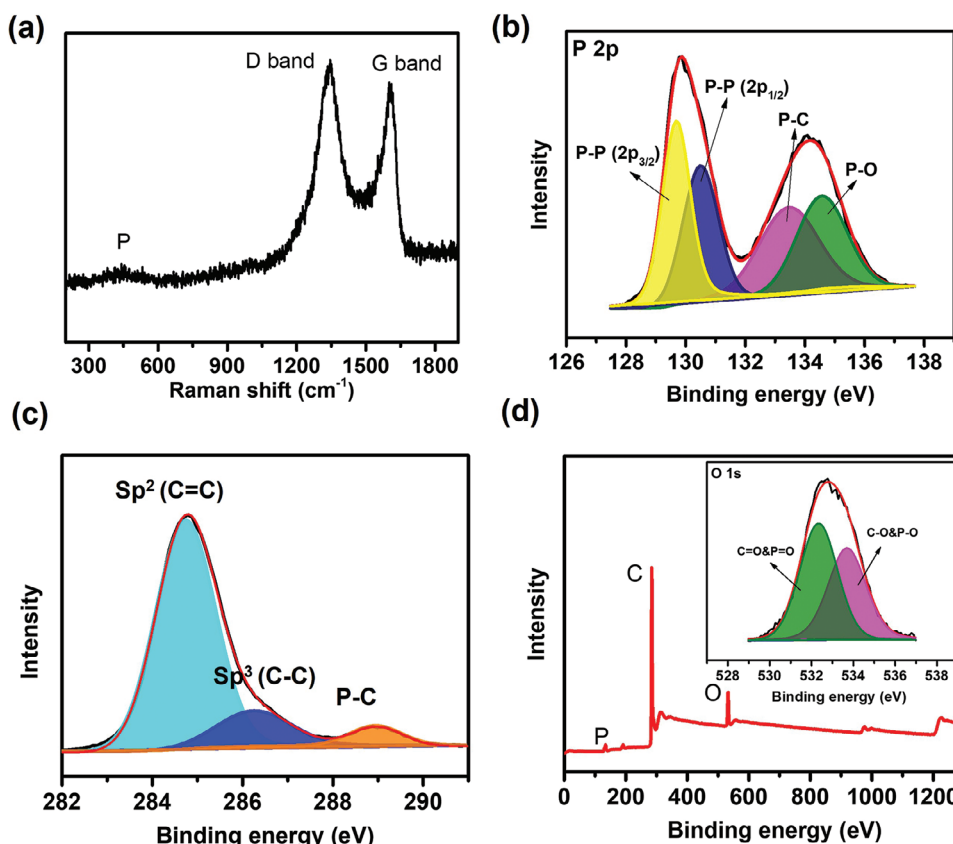 (a)
D band
G band
P
300 600 900 1200 1500 1800
Raman shift (cm⁻¹)
(b)
P 2p
P-P (2p₁/₂)
P-C
P-P (2p₃/₂)
P-O
Intensity
126 128 130 132 134 136 138
Binding energy (eV)
(c)
Sp² (C=C)
Sp³ (C-C)
P-C
Intensity
282 284 286 288 290
Binding energy (eV)
(d)
O 1s
C=O&P=O
C-O&P-O
528 530 532 534 536 538
Binding energy (eV)
C
O
P
Intensity
0 200 400 600 800 1000 1200
Binding energy (eV)